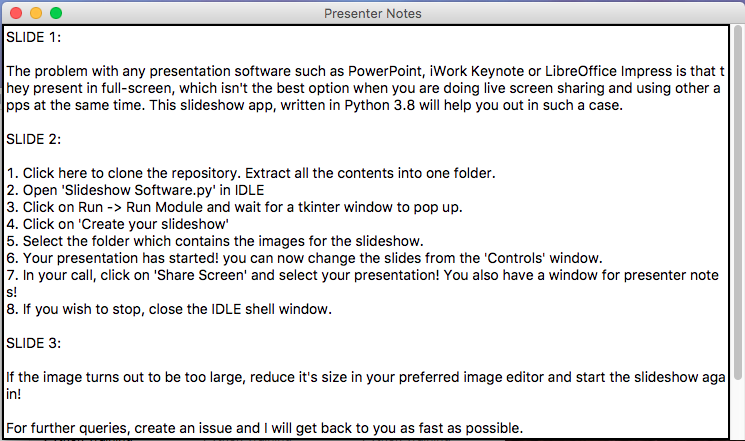 Presenter Notes
SLIDE 1:
The problem with any presentation software such as PowerPoint, iWork Keynote or LibreOffice Impress is that t
hey present in full-screen, which isn't the best option when you are doing live screen sharing and using other a
pps at the same time. This slideshow app, written in Python 3.8 will help you out in such a case.
SLIDE 2:
1. Click here to clone the repository. Extract all the contents into one folder.
2. Open 'Slideshow Software.py' in IDLE
3. Click on Run -> Run Module and wait for a tkinter window to pop up.
4. Click on 'Create your slideshow'
5. Select the folder which contains the images for the slideshow.
6. Your presentation has started! you can now change the slides from the 'Controls' window.
7. In your call, click on 'Share Screen' and select your presentation! You also have a window for presenter note
s!
8. If you wish to stop, close the IDLE shell window.
SLIDE 3:
If the image turns out to be too large, reduce it's size in your preferred image editor and start the slideshow aga
in!
For further queries, create an issue and I will get back to you as fast as possible.